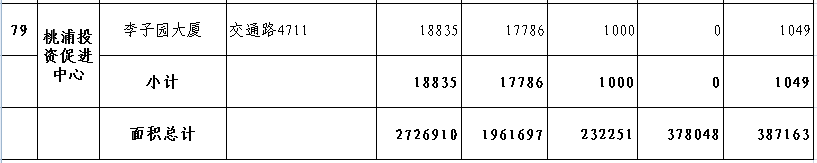 79 桃浦投资促进中心 李子园大厦 交通路4711 18835 17786 1000 0 1049
小计 18835 17786 1000 0 1049
面积总计 2726910 1961697 232251 378048 387163